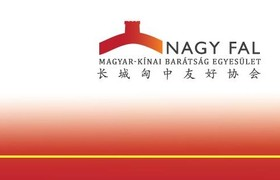 NAGY FAL
MAGYAR-KÍNAI BARÁTSÁG EGYESÜLET
长城匈中友好协会